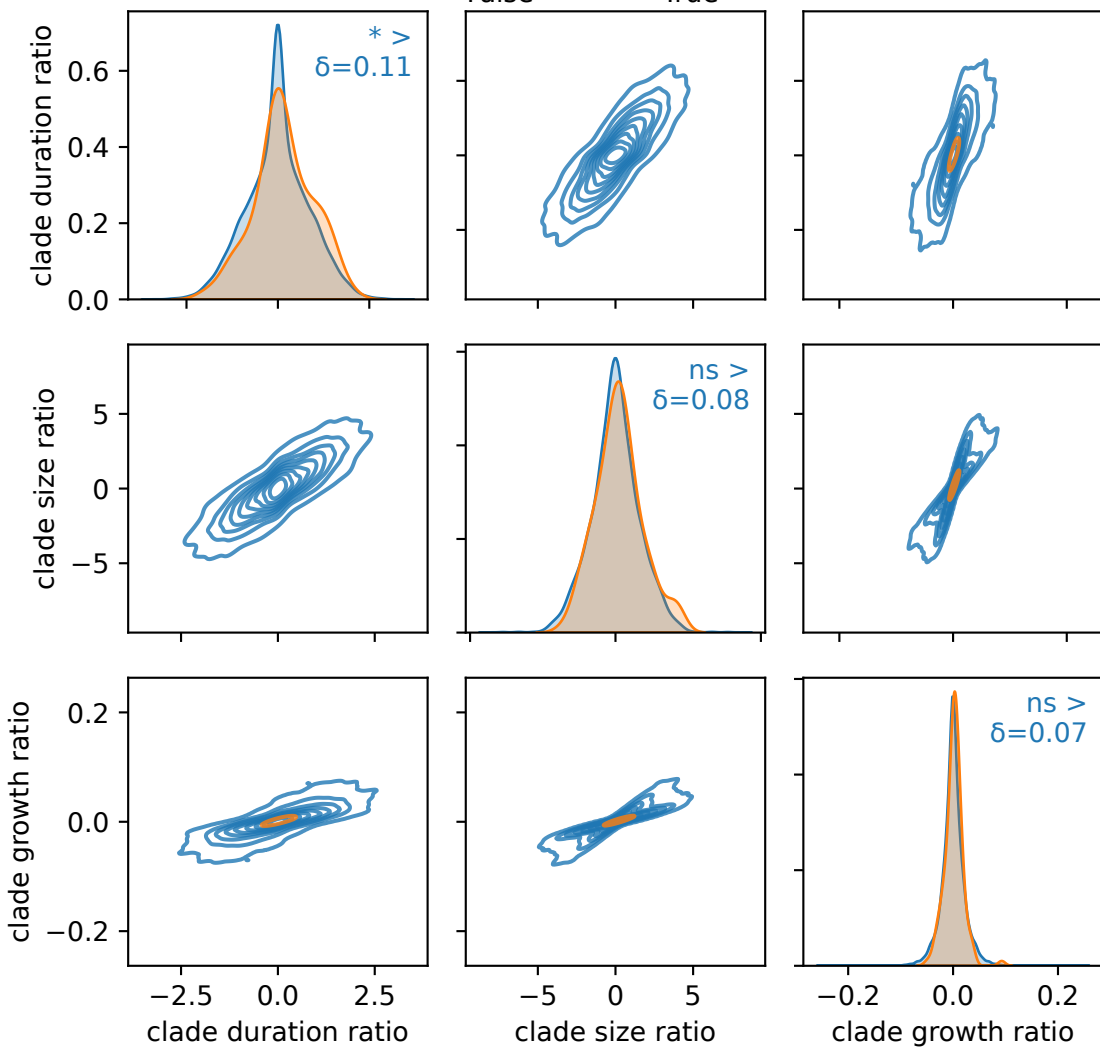 clade duration ratio
0.6
0.4
0.2
0.0
* >
δ=0.11
clade size ratio
5
0
−5
ns >
δ=0.08
clade growth ratio
0.2
0.0
−0.2
ns >
δ=0.07
−2.5 0.0 2.5
−5 0 5
−0.2 0.0 0.2
clade duration ratio
clade size ratio
clade growth ratio